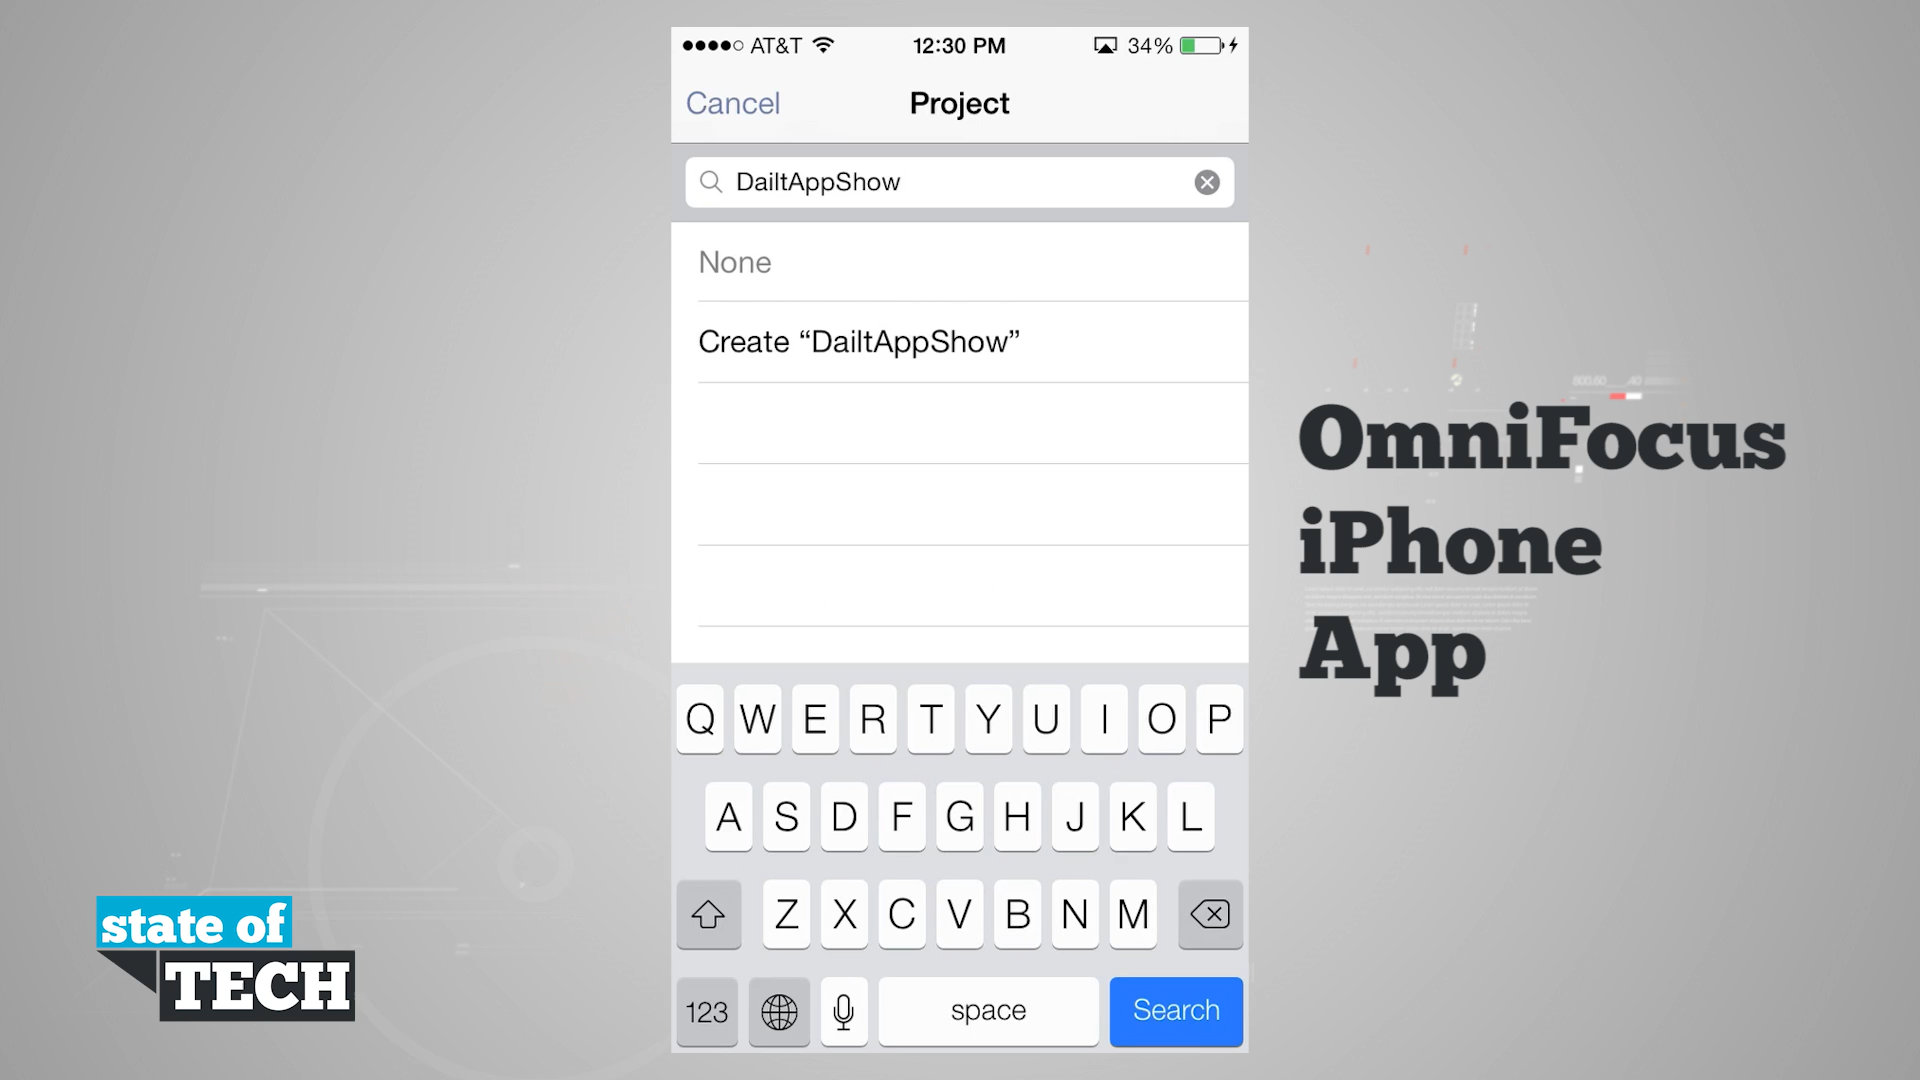 AT&T 12:30 PM 34%
Cancel Project
DailtAppShow
None
Create “DailtAppShow”
Q W E R T Y U I O P
A S D F G H J K L
Z X C V B N M
123 space Search
OmniFocus
iPhone
App
state of
TECH